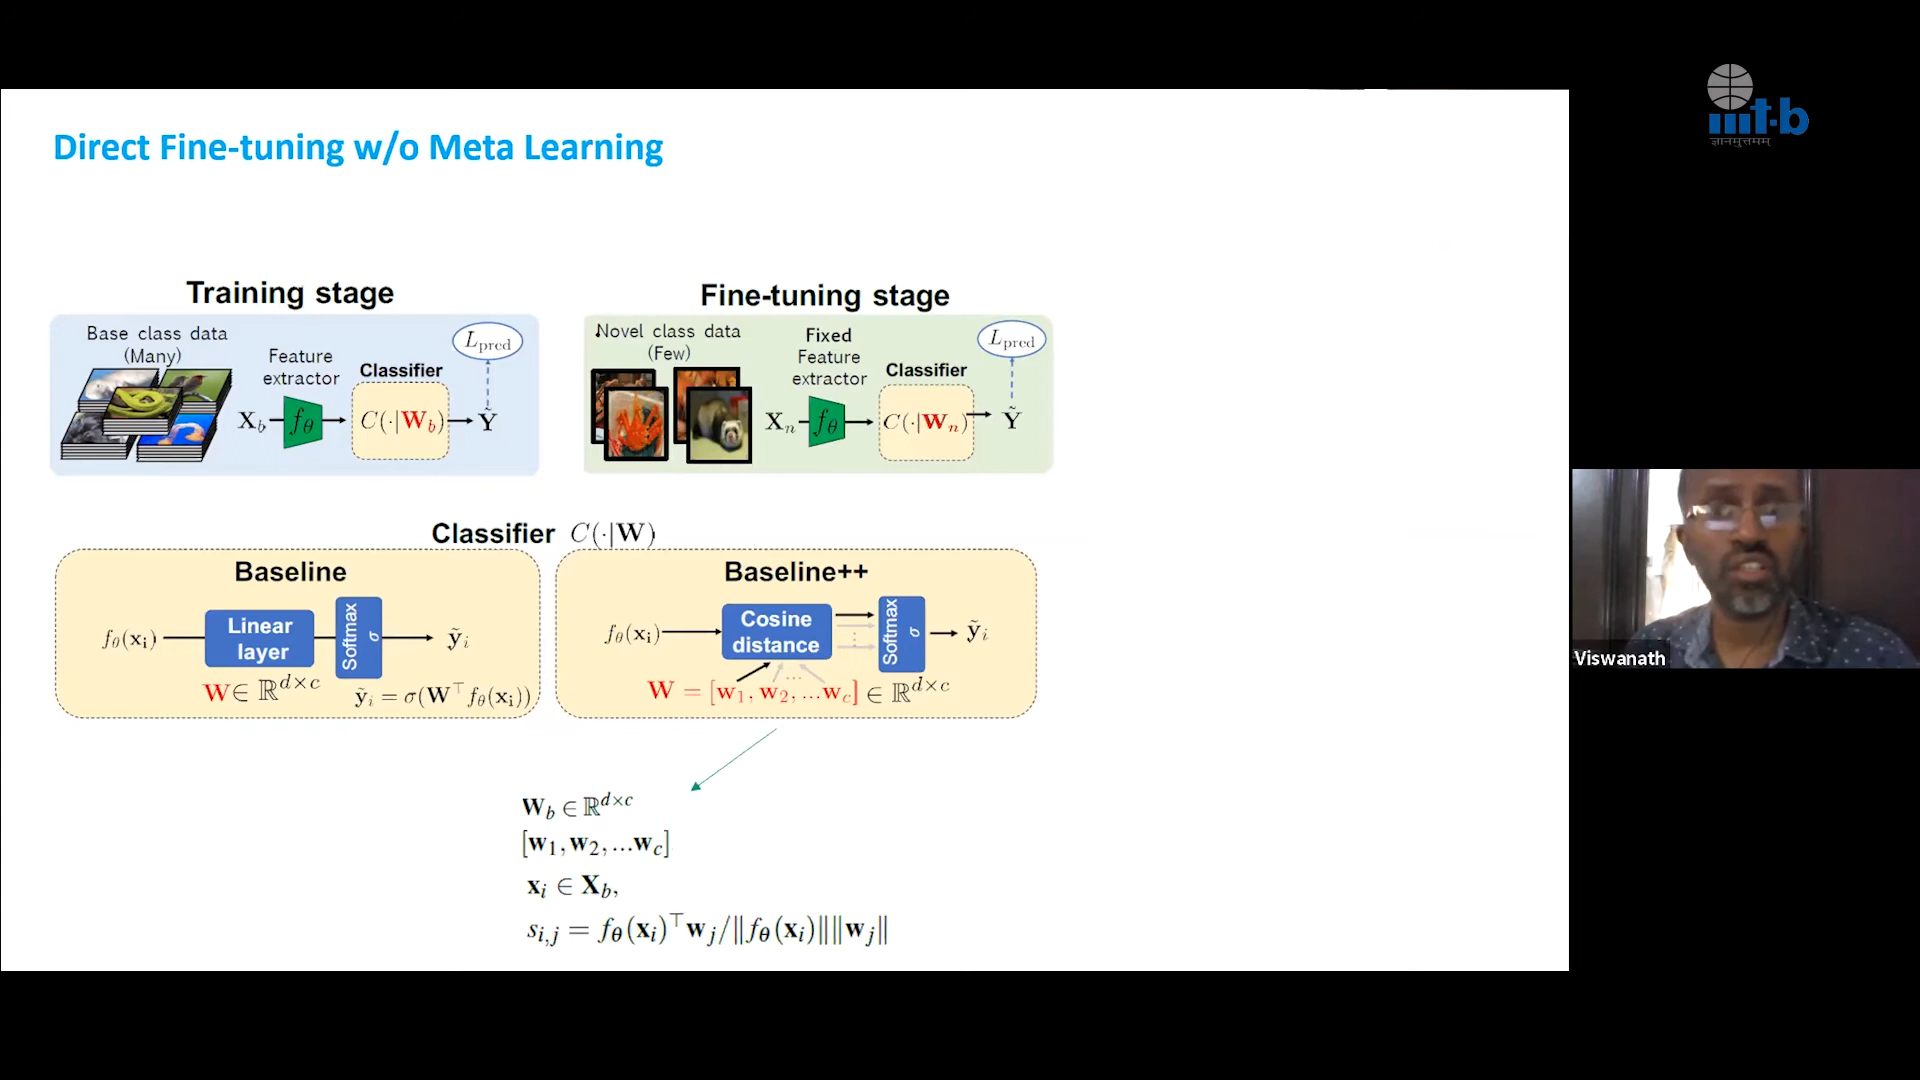 iiit-b
ज्ञानमुत्तमम्
Direct Fine-tuning w/o Meta Learning
Training stage
Base class data
(Many)
Feature
extractor
Classifier
L_pred
X_b f_θ C(·|W_b) Ỹ
Fine-tuning stage
Novel class data
(Few)
Fixed
Feature
extractor
Classifier
L_pred
X_n f_θ C(·|W_n) Ỹ
Classifier C(·|W)
Baseline
f_θ(x_i)
Linear
layer
Softmax
σ
ỹ_i
W ∈ ℝ^{d×c}
ỹ_i = σ(W^⊤ f_θ(x_i))
Baseline++
f_θ(x_i)
Cosine
distance
Softmax
σ
ỹ_i
W = [w_1, w_2, ...w_c] ∈ ℝ^{d×c}
W_b ∈ ℝ^{d×c}
[w_1, w_2, ...w_c]
x_i ∈ X_b,
s_{i,j} = f_θ(x_i)^⊤ w_j / ‖f_θ(x_i)‖‖w_j‖
Viswanath